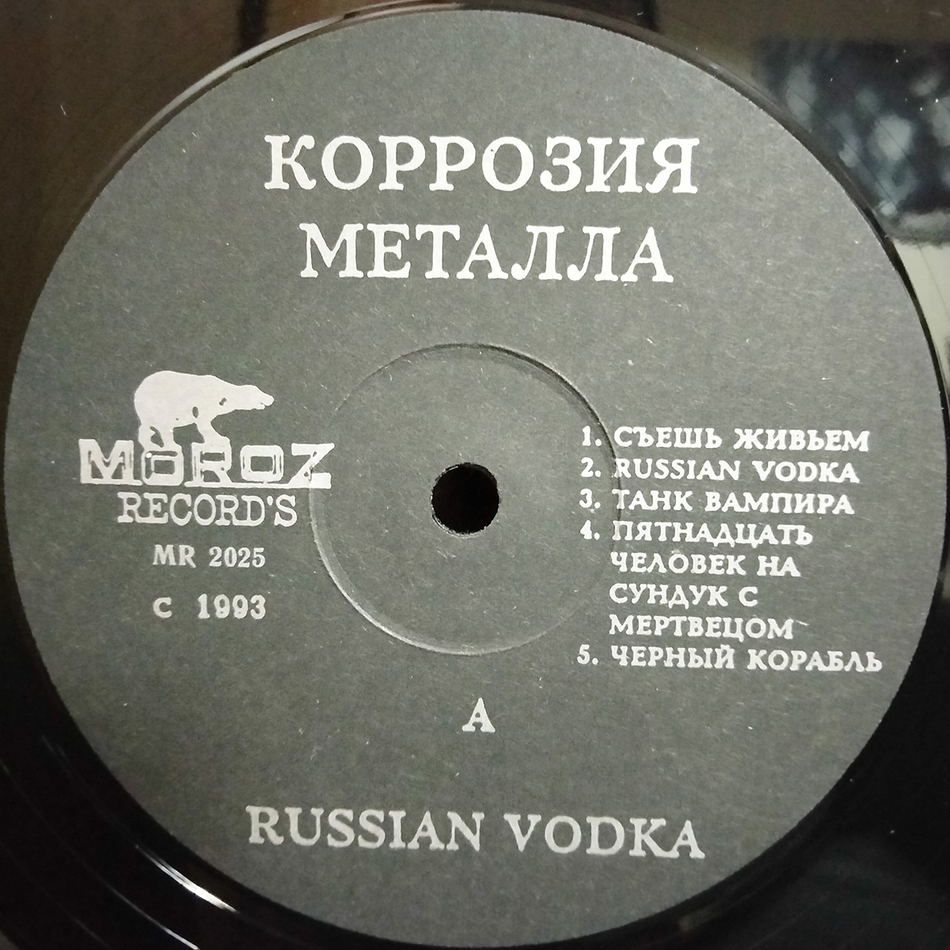 КОРРОЗИЯ
МЕТАЛЛА
MOROZ
RECORD'S
MR 2025
С 1993
1. СЪЕШЬ ЖИВЬЕМ
2. RUSSIAN VODKA
3. ТАНК ВАМПИРА
4. ПЯТНАДЦАТЬ
ЧЕЛОВЕК НА
СУНДУК С
МЕРТВЕЦОМ
5. ЧЕРНЫЙ КОРАБЛЬ
A
RUSSIAN VODKA